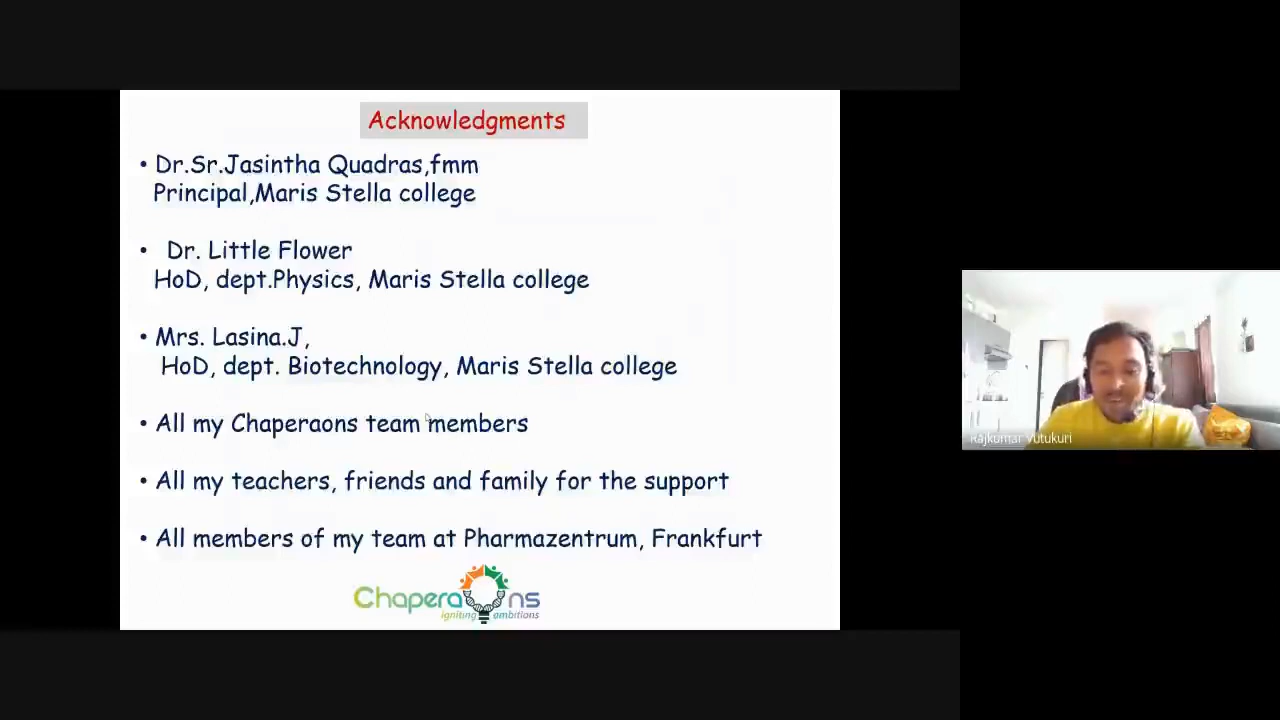 Acknowledgments
• Dr.Sr.Jasintha Quadras,fmm
Principal,Maris Stella college
• Dr. Little Flower
HoD, dept.Physics, Maris Stella college
• Mrs. Lasina.J,
HoD, dept. Biotechnology, Maris Stella college
• All my Chaperaons team members
• All my teachers, friends and family for the support
• All members of my team at Pharmazentrum, Frankfurt
Chaperaons
igniting ambitions
Rajkumar Vutukuri